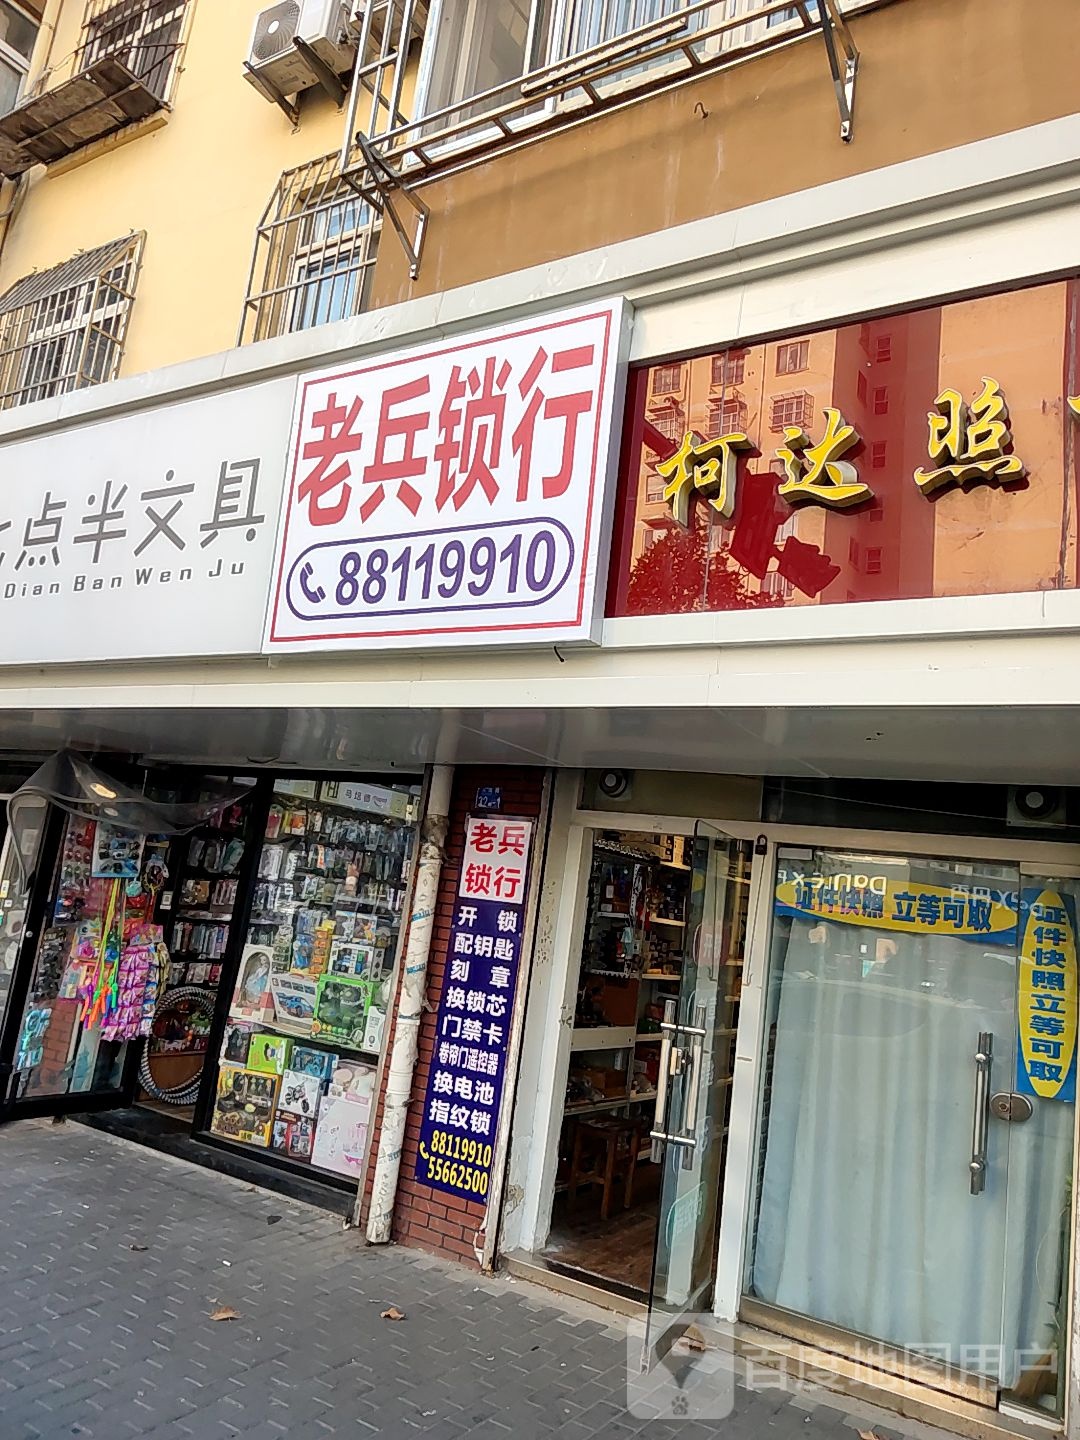 点半文具
Dian Ban Wen Ju
老兵锁行
88119910
柯达照
老兵
锁行
开锁
配钥匙
刻章
换锁芯
门禁卡
卷帘门遥控器
换电池
指纹锁
88119910
55662500
证件快照 立等可取
证件快照立等可取
百度地图用户